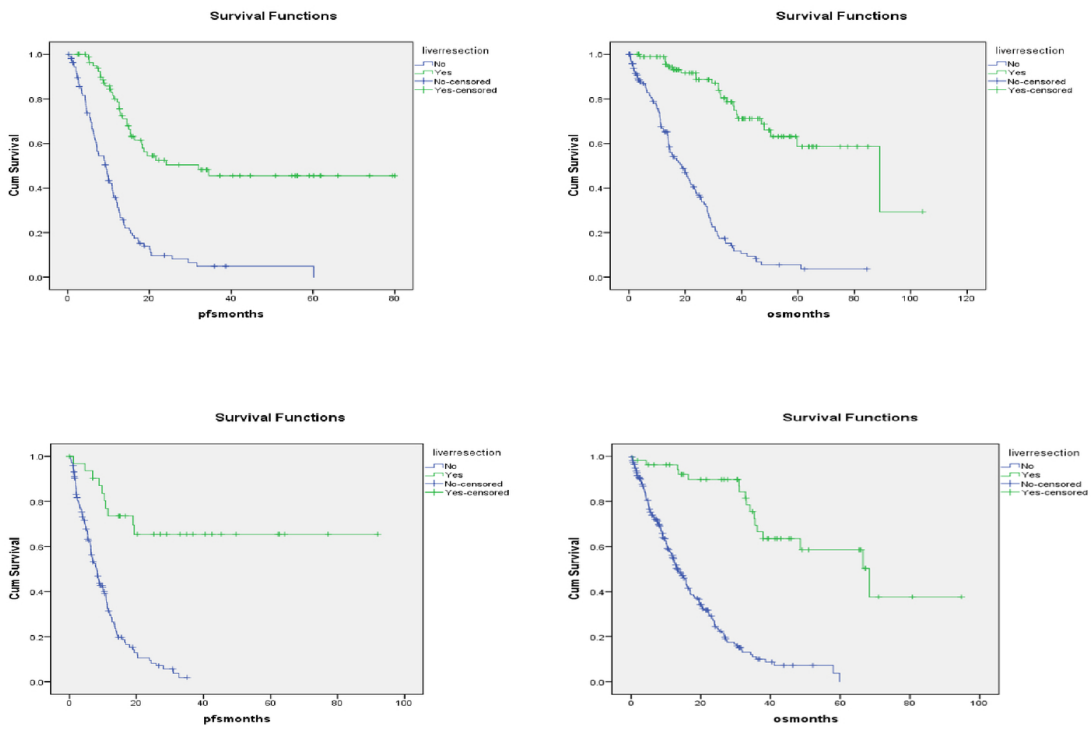 Survival Functions
liverresection
No
Yes
No-censored
Yes-censored
Cum Survival
1.0
0.8
0.6
0.4
0.2
0.0
0
20
40
60
80
pfsmonths
Survival Functions
liverresection
No
Yes
No-censored
Yes-censored
Cum Survival
1.0
0.8
0.6
0.4
0.2
0.0
0
20
40
60
80
100
120
osmonths
Survival Functions
liverresection
No
Yes
No-censored
Yes-censored
Cum Survival
1.0
0.8
0.6
0.4
0.2
0.0
0
20
40
60
80
100
pfsmonths
Survival Functions
liverresection
No
Yes
No-censored
Yes-censored
Cum Survival
1.0
0.8
0.6
0.4
0.2
0.0
0
20
40
60
80
100
osmonths